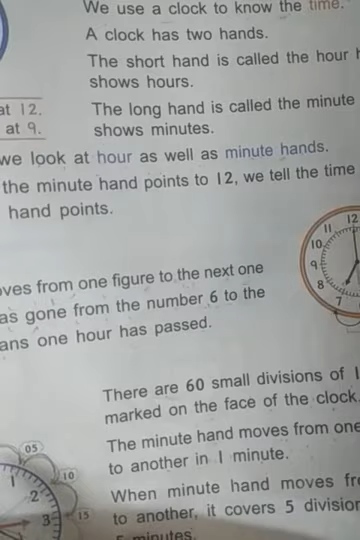 We use a clock to know the time.
A clock has two hands.
The short hand is called the hour
shows hours.
at 12.
The long hand is called the minute
at 9.
shows minutes.
we look at hour as well as minute hands.
the minute hand points to 12, we tell the time
hand points.
12
11
10
9
8
7
from one figure to the next one
gone from the number 6 to the
one hour has passed.
There are 60 small divisions of 1
marked on the face of the clock.
The minute hand moves from one
to another in 1 minute.
When minute hand moves
to another, it covers 5
5 minutes.
05
10
15
1
2
3